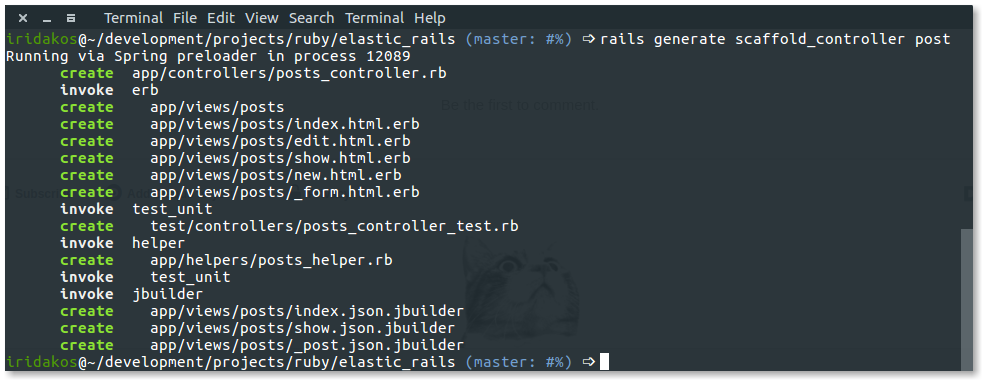 Terminal File Edit View Search Terminal Help
iridakos@~/development/projects/ruby/elastic_rails (master: #%) ➩rails generate scaffold_controller post
Running via Spring preloader in process 12089
      create  app/controllers/posts_controller.rb
      invoke  erb
      create    app/views/posts
      create    app/views/posts/index.html.erb
      create    app/views/posts/edit.html.erb
      create    app/views/posts/show.html.erb
      create    app/views/posts/new.html.erb
      create    app/views/posts/_form.html.erb
      invoke  test_unit
      create    test/controllers/posts_controller_test.rb
      invoke  helper
      create    app/helpers/posts_helper.rb
      invoke    test_unit
      invoke  jbuilder
      create    app/views/posts/index.json.jbuilder
      create    app/views/posts/show.json.jbuilder
      create    app/views/posts/_post.json.jbuilder
iridakos@~/development/projects/ruby/elastic_rails (master: #%) ➩
Be the first to comment.